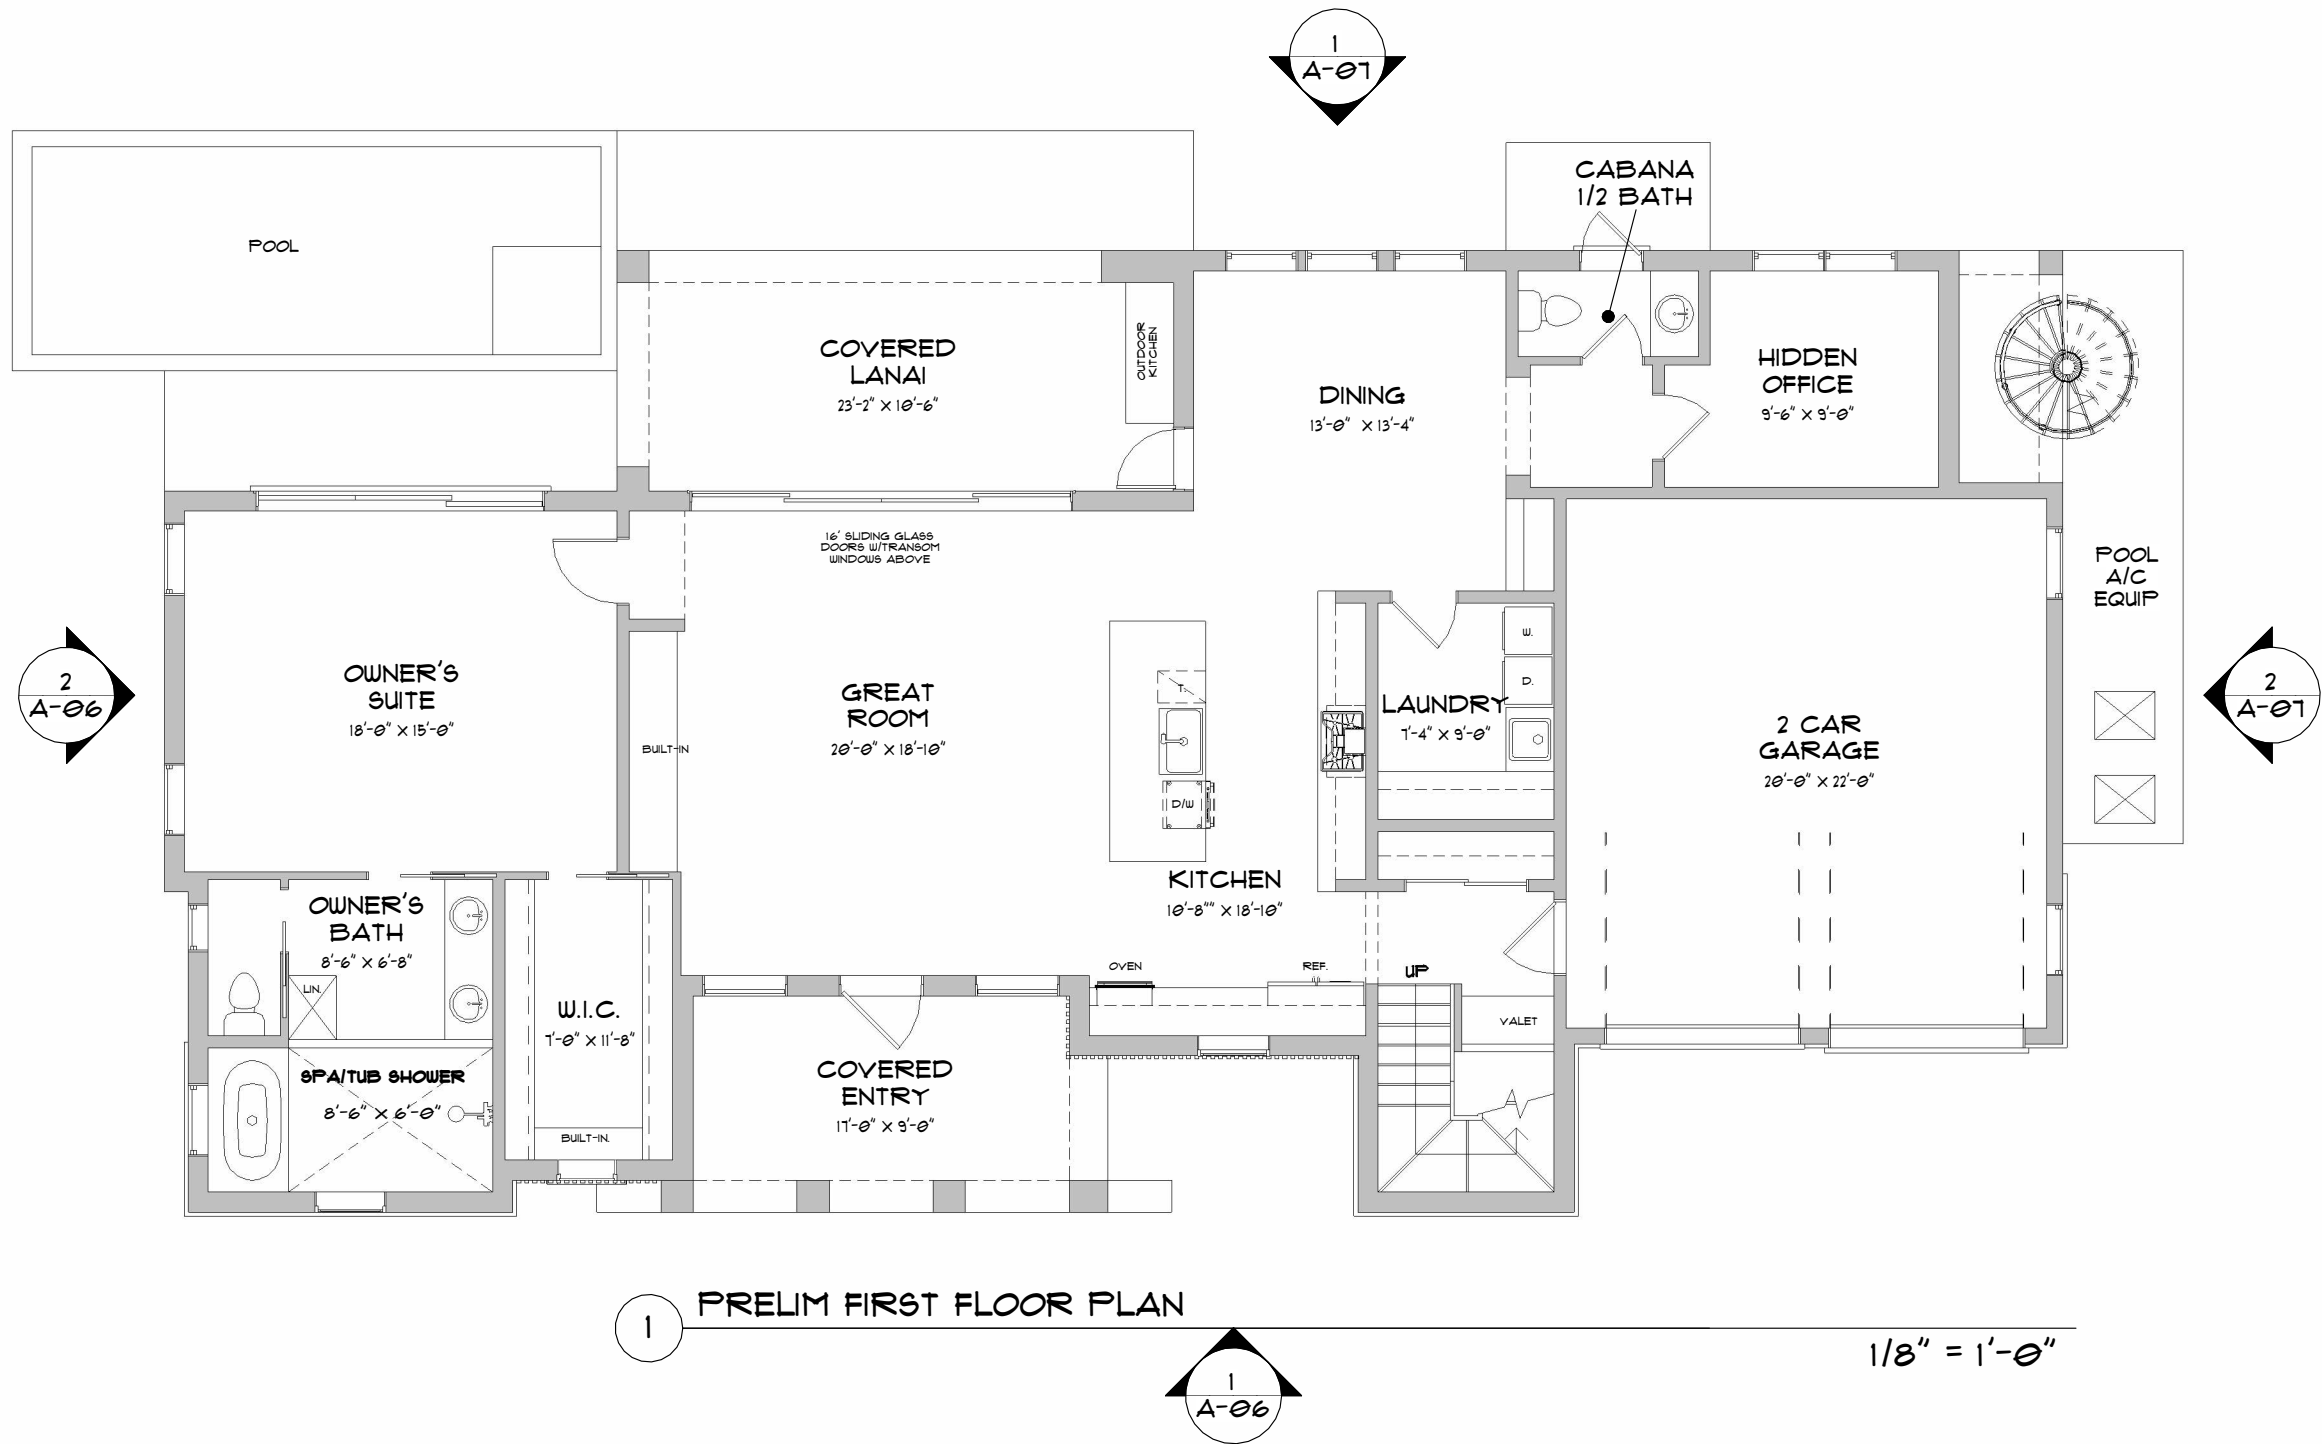 1
A-07
CABANA
1/2 BATH
POOL
COVERED
LANAI
23'-2" X 10'-6"
OUTDOOR
KITCHEN
DINING
13'-0" X 13'-4"
HIDDEN
OFFICE
9'-6" X 9'-0"
16' SLIDING GLASS
DOORS W/TRANSOM
WINDOWS ABOVE
POOL
A/C
EQUIP
2
A-06
OWNER'S
SUITE
18'-0" X 15'-0"
BUILT-IN
GREAT
ROOM
20'-0" X 18'-10"
T.
D/W
W.
D.
LAUNDRY
7'-4" X 9'-0"
2 CAR
GARAGE
20'-0" X 22'-0"
2
A-07
OWNER'S
BATH
8'-6" X 6'-8"
LIN.
KITCHEN
10'-8"" X 18'-10"
OVEN
REF.
UP
VALET
W.I.C.
7'-0" X 11'-8"
BUILT-IN.
SPA/TUB SHOWER
8'-6" X 6'-0"
COVERED
ENTRY
17'-0" X 9'-0"
1
PRELIM FIRST FLOOR PLAN
1/8" = 1'-0"
1
A-06